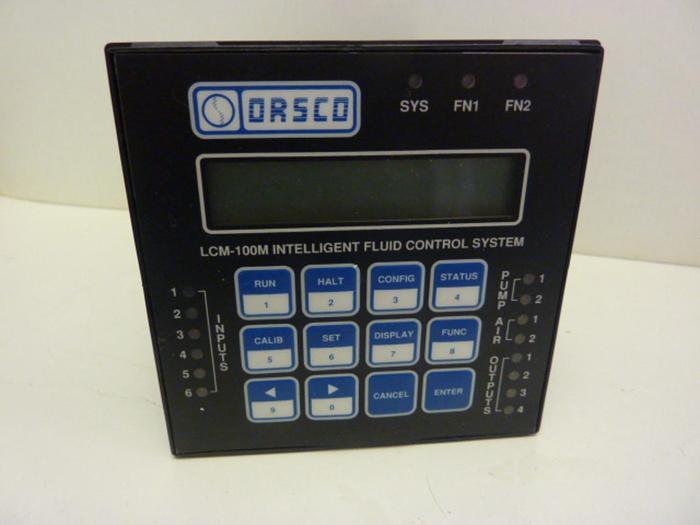 ORSCO
SYS FN1 FN2
LCM-100M INTELLIGENT FLUID CONTROL SYSTEM
RUN HALT CONFIG STATUS
1 2 3 4
CALIB SET DISPLAY FUNC
5 6 7 8
◄ ► CANCEL ENTER
9 0
INPUTS
1
2
3
4
5
6
PUMP
1
2
AIR
1
2
OUTPUTS
1
2
3
4